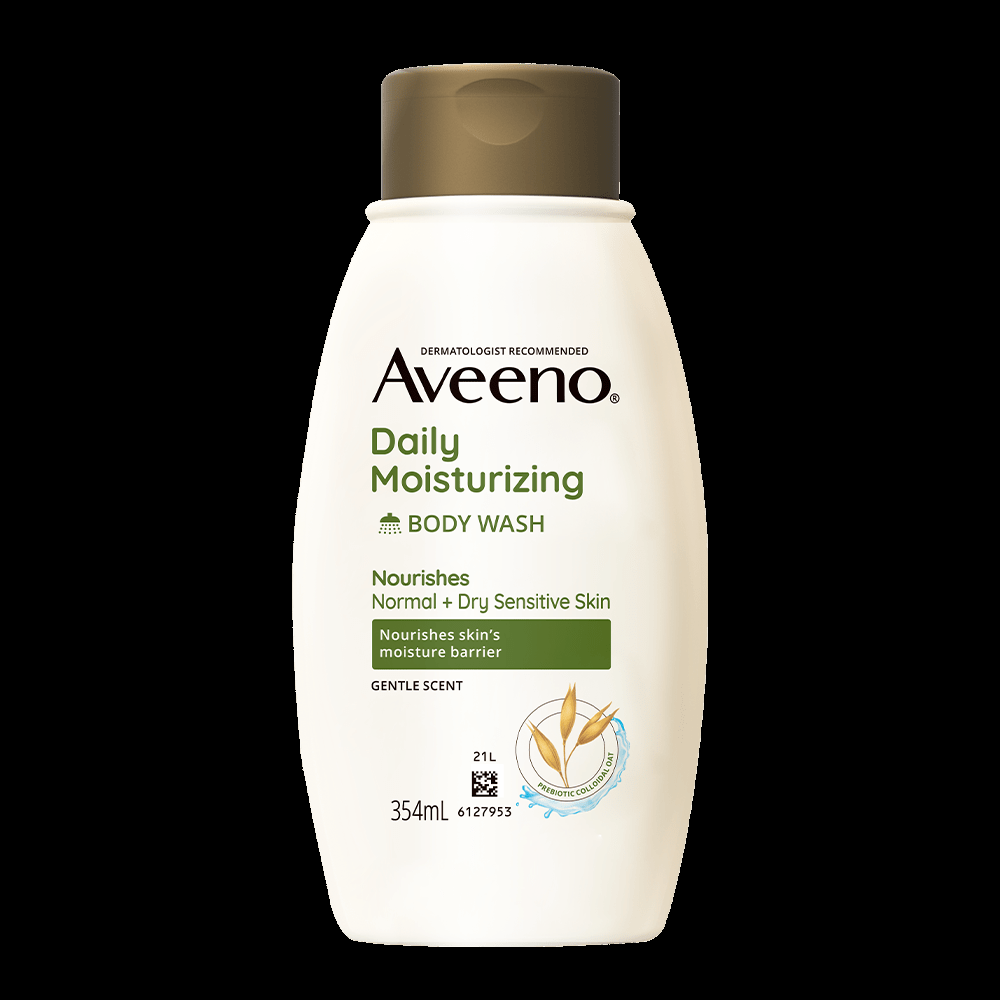 DERMATOLOGIST RECOMMENDED
Aveeno®
Daily
Moisturizing
BODY WASH
Nourishes
Normal + Dry Sensitive Skin
Nourishes skin's
moisture barrier
GENTLE SCENT
PREBIOTIC COLLOIDAL OAT
21L
354mL 6127953